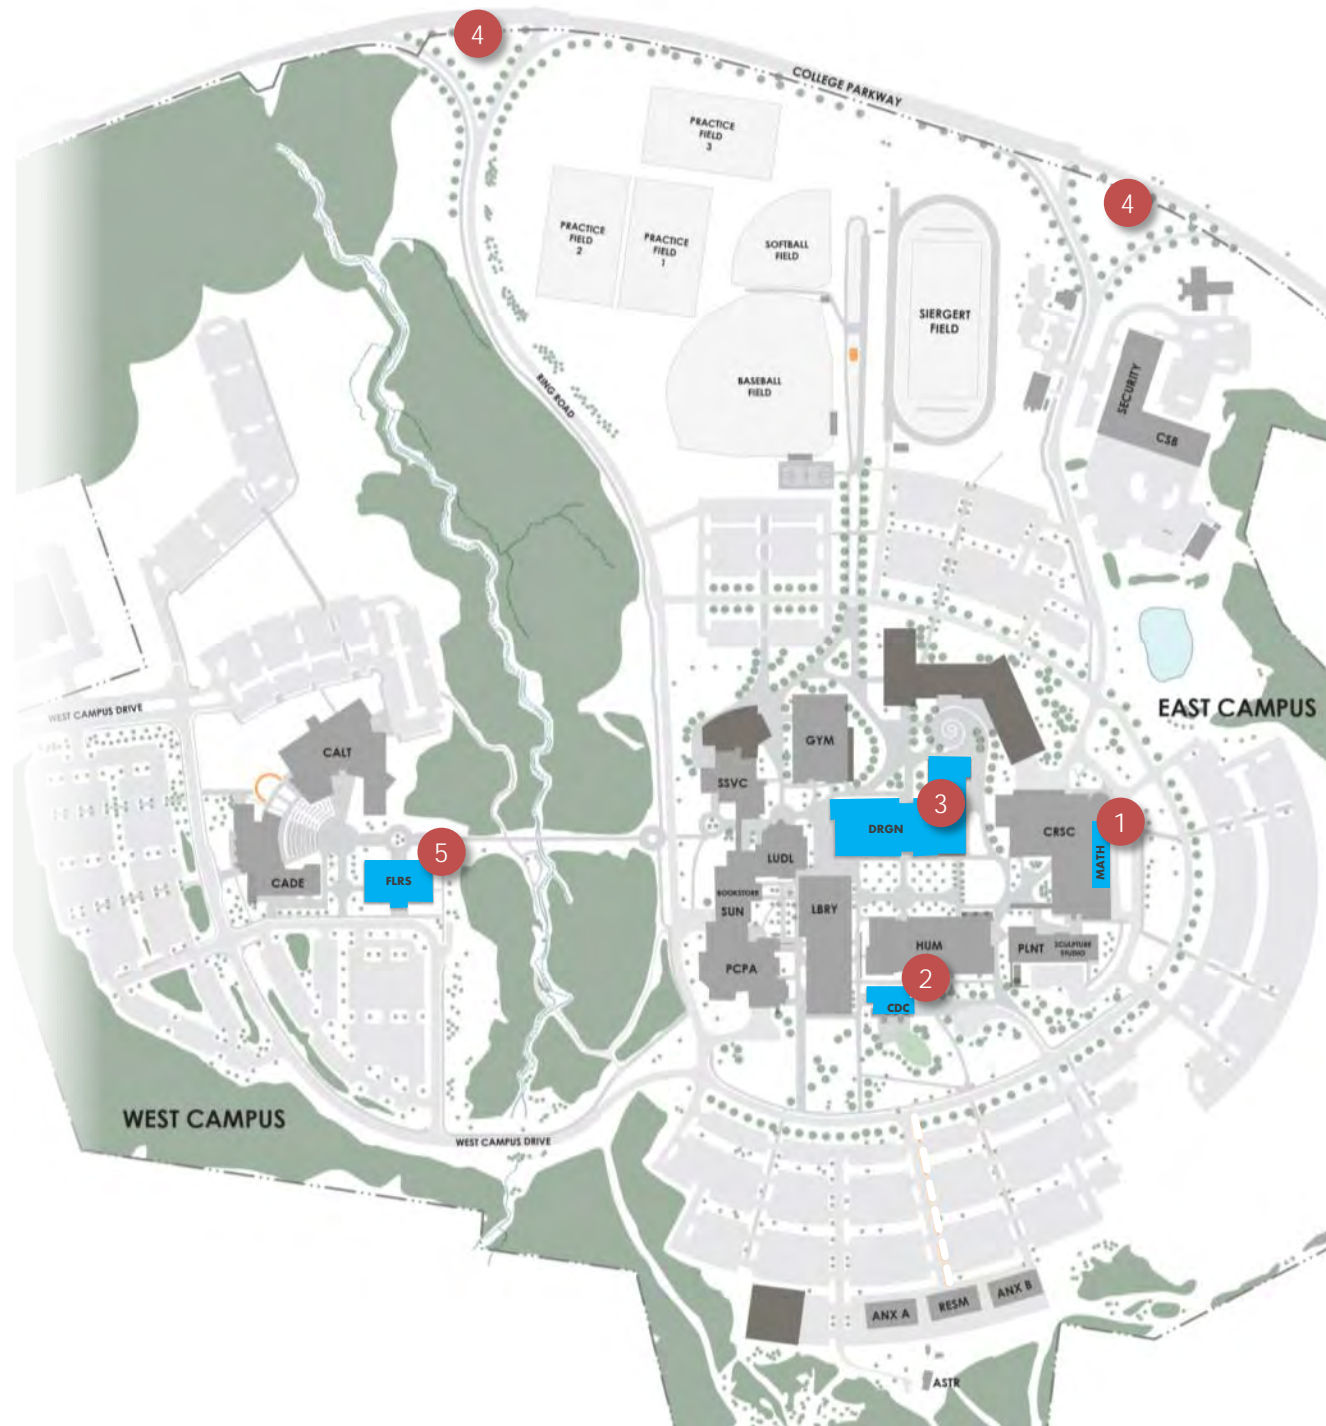 4
COLLEGE PARKWAY
PRACTICE
FIELD
3
4
PRACTICE
FIELD
2
PRACTICE
FIELD
1
SOFTBALL
FIELD
SIERGERT
FIELD
RING ROAD
BASEBALL
FIELD
SECURITY
CSB
WEST CAMPUS DRIVE
EAST CAMPUS
CALT
GYM
SSVC
3
DRGN
CRSC
1
MATH
5
LUDL
CADE
FLRS
BOOKSTORE
SUN
LBRY
HUM
PLNT
SCULPTURE
STUDIO
PCPA
2
CDC
WEST CAMPUS
WEST CAMPUS DRIVE
ANX A
RESM
ANX B
ASTR